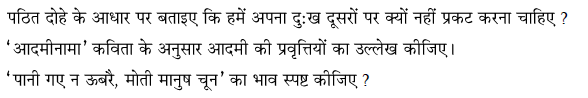 पठित दोहे के आधार पर बताइए कि हमें अपना दुःख दूसरों पर क्यों नहीं प्रकट करना चाहिए ?
‘आदमीनामा’ कविता के अनुसार आदमी की प्रवृत्तियों का उल्लेख कीजिए।
‘पानी गए न ऊबरै, मोती मानुष चून’ का भाव स्पष्ट कीजिए ?